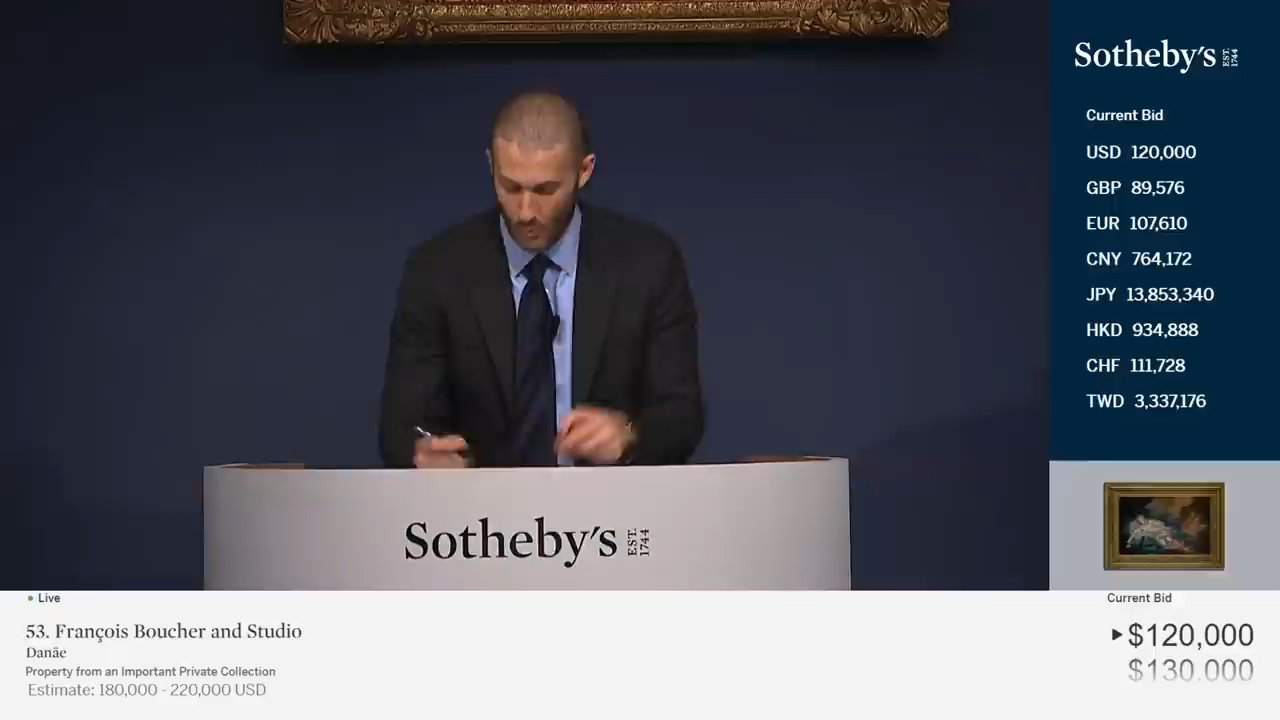 Sotheby's EST. 1744
Current Bid
USD 120,000
GBP 89,576
EUR 107,610
CNY 764,172
JPY 13,853,340
HKD 934,888
CHF 111,728
TWD 3,337,176
Sotheby's EST. 1744
Live
53. François Boucher and Studio
Danäe
Property from an Important Private Collection
Estimate: 180,000 - 220,000 USD
Current Bid
$120,000
$130,000